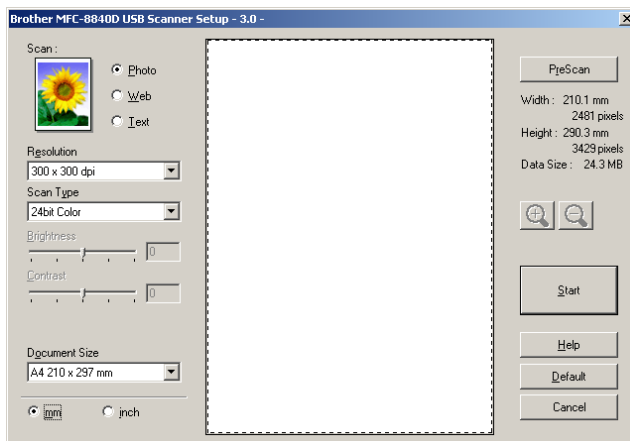 Brother MFC-8840D USB Scanner Setup - 3.0 -
Scan :
Photo
Web
Text
Resolution
300 x 300 dpi
Scan Type
24bit Color
Brightness
0
Contrast
0
Document Size
A4 210 x 297 mm
mm inch
PreScan
Width : 210.1 mm
2481 pixels
Height : 290.3 mm
3429 pixels
Data Size : 24.3 MB
Start
Help
Default
Cancel